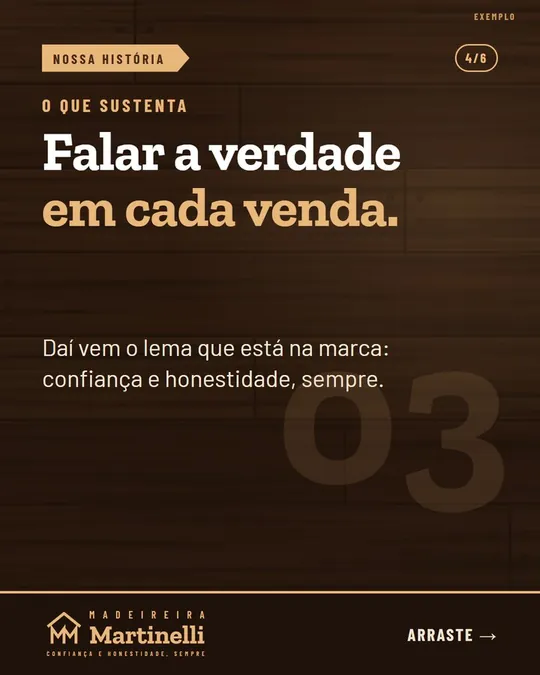 EXEMPLO
NOSSA HISTÓRIA
4/6
O QUE SUSTENTA
Falar a verdade
em cada venda.
Daí vem o lema que está na marca:
confiança e honestidade, sempre.
03
MADEIREIRA
Martinelli
CONFIANÇA E HONESTIDADE, SEMPRE
ARRASTE →